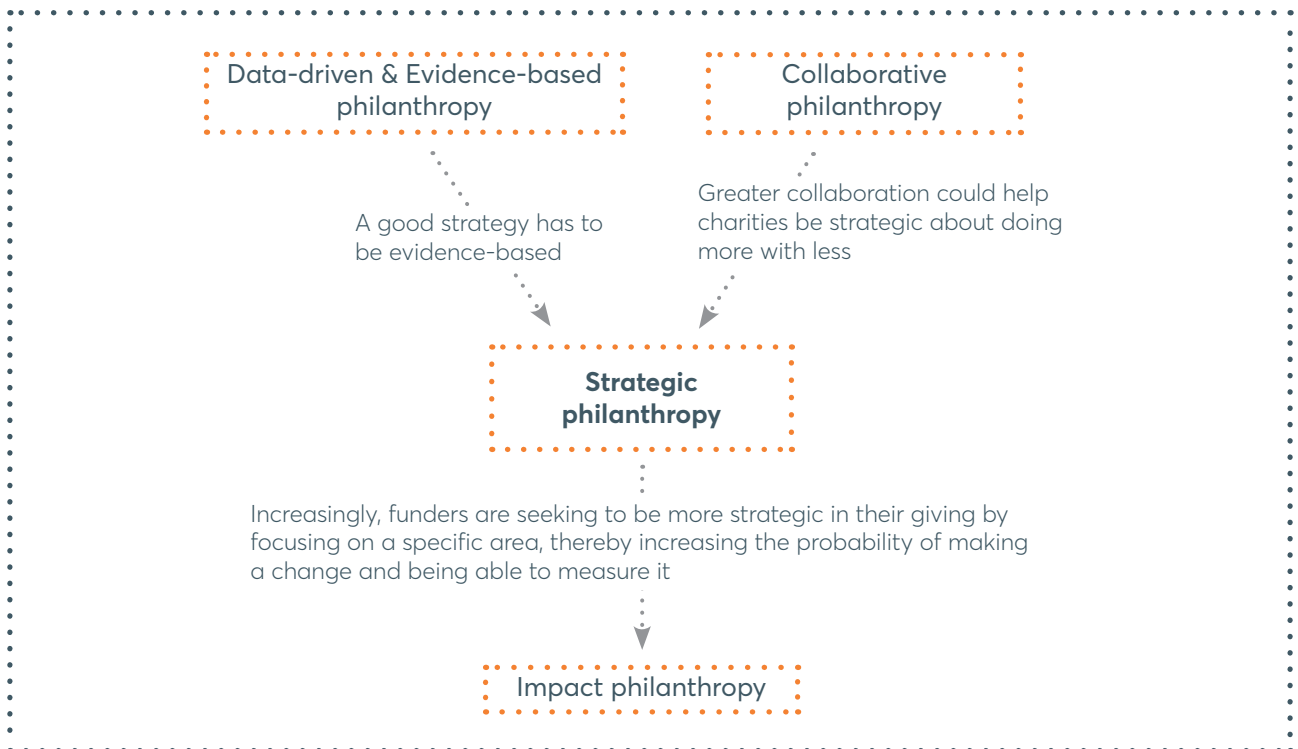 Data-driven & Evidence-based
philanthropy
Collaborative
philanthropy
A good strategy has to
be evidence-based
Greater collaboration could help
charities be strategic about doing
more with less
Strategic
philanthropy
Increasingly, funders are seeking to be more strategic in their giving by
focusing on a specific area, thereby increasing the probability of making
a change and being able to measure it
Impact philanthropy